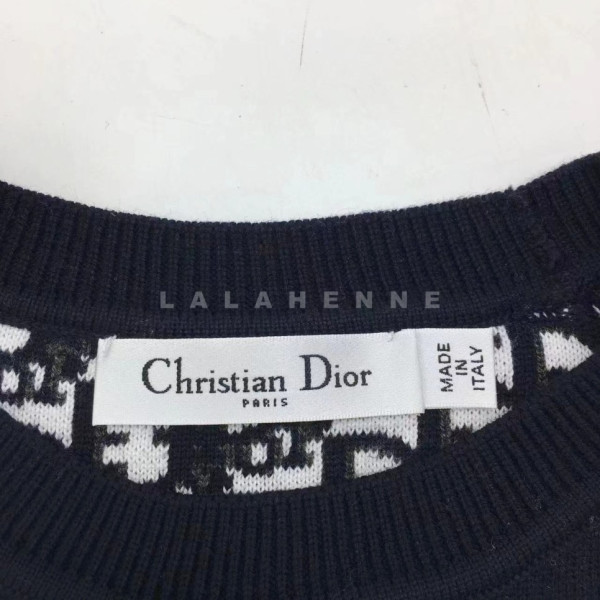 LALAHENNE
Christian Dior
PARIS
MADE
IN
ITALY